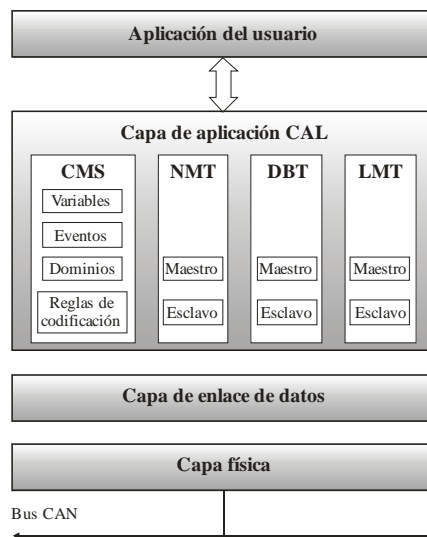 Aplicación del usuario
Capa de aplicación CAL
CMS
Variables
Eventos
Dominios
Reglas de
codificación
NMT
Maestro
Esclavo
DBT
Maestro
Esclavo
LMT
Maestro
Esclavo
Capa de enlace de datos
Capa física
Bus CAN